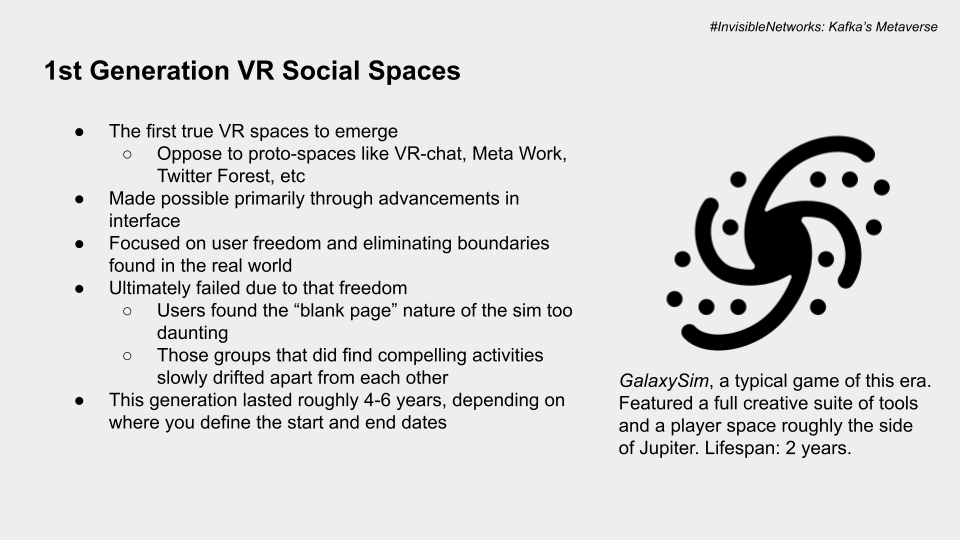 #InvisibleNetworks: Kafka's Metaverse
1st Generation VR Social Spaces
● The first true VR spaces to emerge
○ Oppose to proto-spaces like VR-chat, Meta Work,
Twitter Forest, etc
● Made possible primarily through advancements in
interface
● Focused on user freedom and eliminating boundaries
found in the real world
● Ultimately failed due to that freedom
○ Users found the “blank page” nature of the sim too
daunting
○ Those groups that did find compelling activities
slowly drifted apart from each other
● This generation lasted roughly 4-6 years, depending on
where you define the start and end dates
GalaxySim, a typical game of this era.
Featured a full creative suite of tools
and a player space roughly the side
of Jupiter. Lifespan: 2 years.